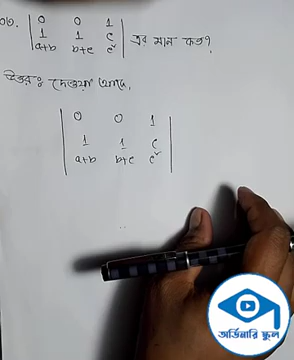 ০৩. | 0 0 1 |
| 1 1 c | এর মান কত?
| a+b b+c c² |
উত্তর: দেওয়া আছে,
| 0 0 1 |
| 1 1 c |
| a+b b+c c² |
অর্ডিনারি স্কুল